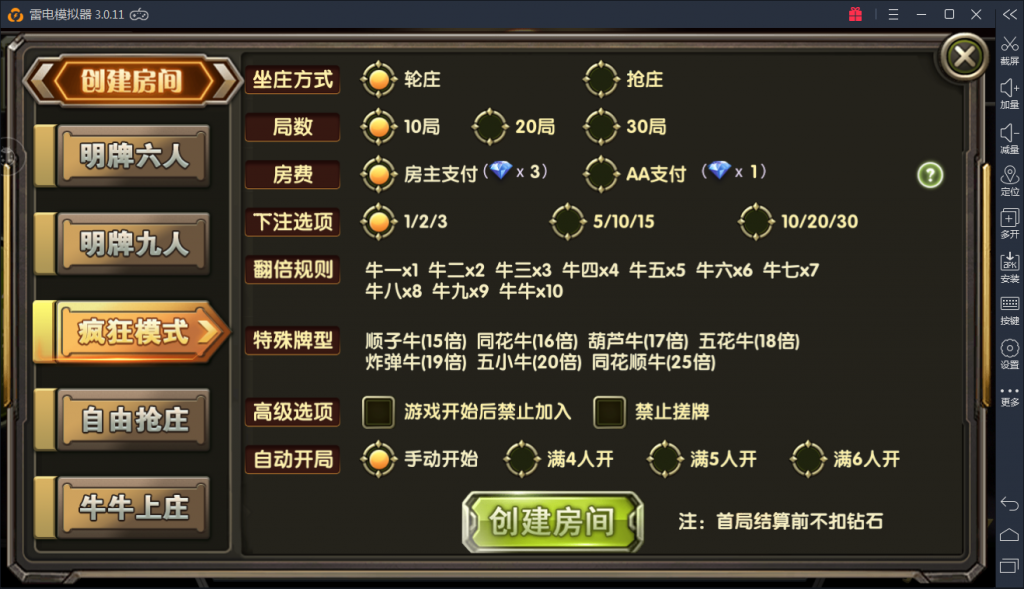 雷电模拟器 3.0.11
创建房间
明牌六人
明牌九人
疯狂模式
自由抢庄
牛牛上庄
坐庄方式 轮庄 抢庄
局数 10局 20局 30局
房费 房主支付 (x 3) AA支付 (x 1) ?
下注选项 1/2/3 5/10/15 10/20/30
翻倍规则 牛一x1 牛二x2 牛三x3 牛四x4 牛五x5 牛六x6 牛七x7
牛八x8 牛九x9 牛牛x10
特殊牌型 顺子牛(15倍) 同花牛(16倍) 葫芦牛(17倍) 五花牛(18倍)
炸弹牛(19倍) 五小牛(20倍) 同花顺牛(25倍)
高级选项 游戏开始后禁止加入 禁止搓牌
自动开局 手动开始 满4人开 满5人开 满6人开
创建房间 注：首局结算前不扣钻石
截屏
加量
减量
定位
多开
APK
安装
按键
设置
更多